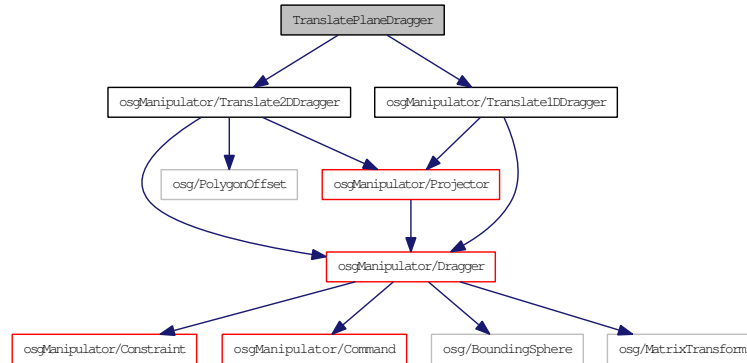 TranslatePlaneDragger
osgManipulator/Translate2DDragger
osgManipulator/Translate1DDragger
osg/PolygonOffset
osgManipulator/Projector
osgManipulator/Dragger
osgManipulator/Constraint
osgManipulator/Command
osg/BoundingSphere
osg/MatrixTransform